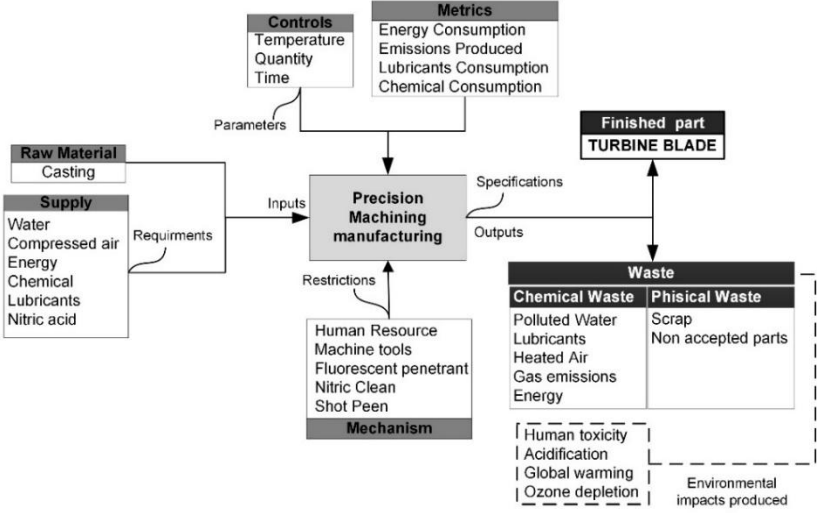 Controls
Temperature
Quantity
Time
Metrics
Energy Consumption
Emissions Produced
Lubricants Consumption
Chemical Consumption
Parameters
Raw Material
Casting
Supply
Water
Compressed air
Energy
Chemical
Lubricants
Nitric acid
Requirments
Inputs
Precision
Machining
manufacturing
Specifications
Outputs
Finished part
TURBINE BLADE
Restrictions
Human Resource
Machine tools
Fluorescent penetrant
Nitric Clean
Shot Peen
Mechanism
Waste
Chemical Waste
Polluted Water
Lubricants
Heated Air
Gas emissions
Energy
Phisical Waste
Scrap
Non accepted parts
Human toxicity
Acidification
Global warming
Ozone depletion
Environmental
impacts produced